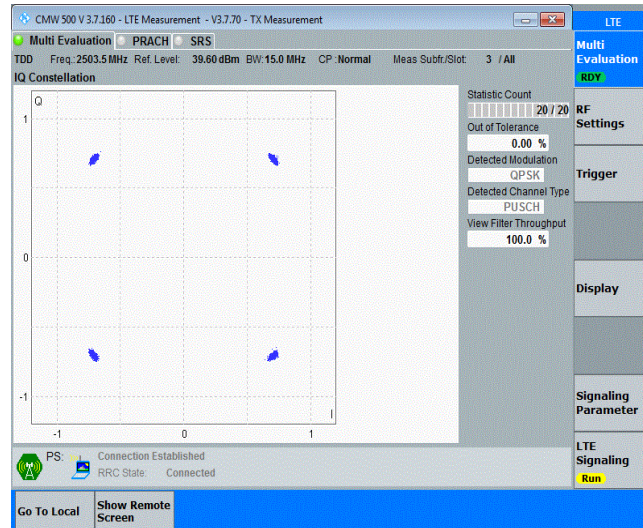 CMW 500 V 3.7.160 - LTE Measurement - V3.7.70 - TX Measurement
LTE
Multi Evaluation PRACH SRS
Multi
Evaluation
RDY
TDD Freq.:2503.5 MHz Ref. Level: 39.60 dBm BW:15.0 MHz CP :Normal Meas Subfr./Slot: 3 / All
IQ Constellation
Q
1
0
-1
-1 0 1
I
Statistic Count
20 / 20
Out of Tolerance
0.00 %
Detected Modulation
QPSK
Detected Channel Type
PUSCH
View Filter Throughput
100.0 %
RF
Settings
Trigger
Display
Signaling
Parameter
LTE
Signaling
Run
PS: Connection Established
RRC State: Connected
Go To Local
Show Remote
Screen